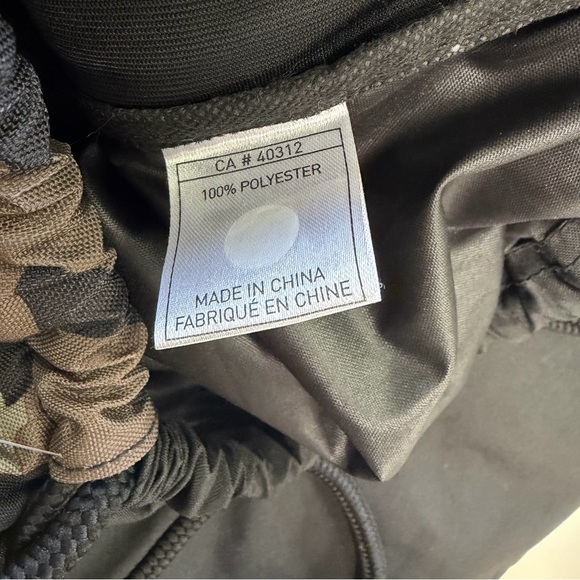 CA # 40312
100% POLYESTER
MADE IN CHINA
FABRIQUÉ EN CHINE